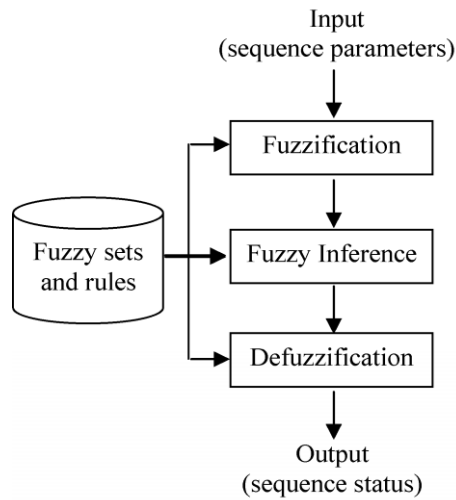 Input
(sequence parameters)
Fuzzification
Fuzzy sets
and rules
Fuzzy Inference
Defuzzification
Output
(sequence status)